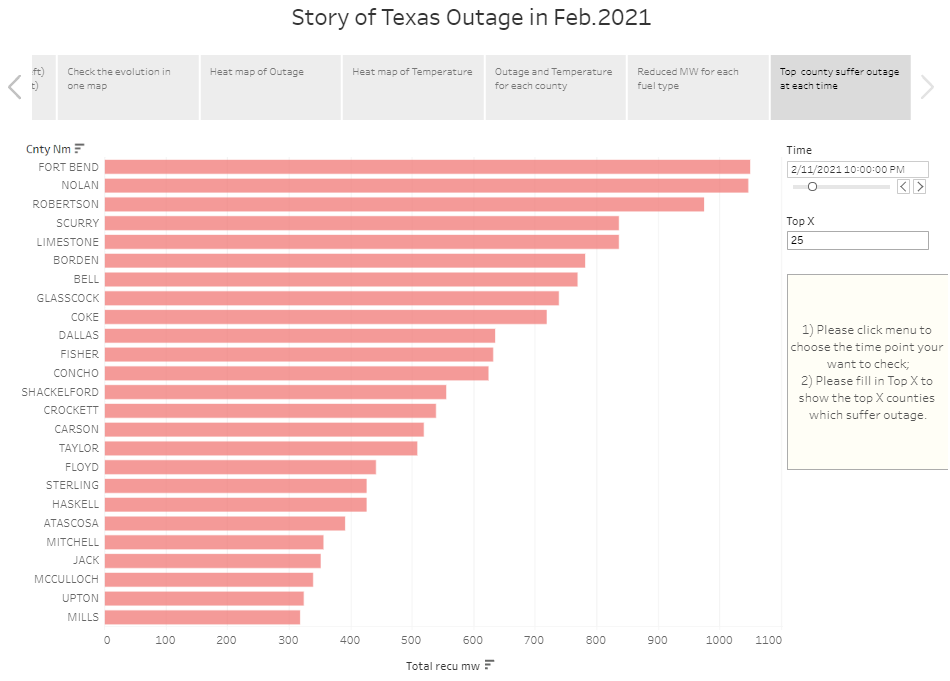 Story of Texas Outage in Feb.2021
ft)
t)
Check the evolution in
one map
Heat map of Outage
Heat map of Temperature
Outage and Temperature
for each county
Reduced MW for each
fuel type
Top county suffer outage
at each time
Cnty Nm
FORT BEND
NOLAN
ROBERTSON
SCURRY
LIMESTONE
BORDEN
BELL
GLASSCOCK
COKE
DALLAS
FISHER
CONCHO
SHACKELFORD
CROCKETT
CARSON
TAYLOR
FLOYD
STERLING
HASKELL
ATASCOSA
MITCHELL
JACK
MCCULLOCH
UPTON
MILLS
0 100 200 300 400 500 600 700 800 900 1000 1100
Total recu mw
Time
2/11/2021 10:00:00 PM
Top X
25
1) Please click menu to
choose the time point your
want to check;
2) Please fill in Top X to
show the top X counties
which suffer outage.